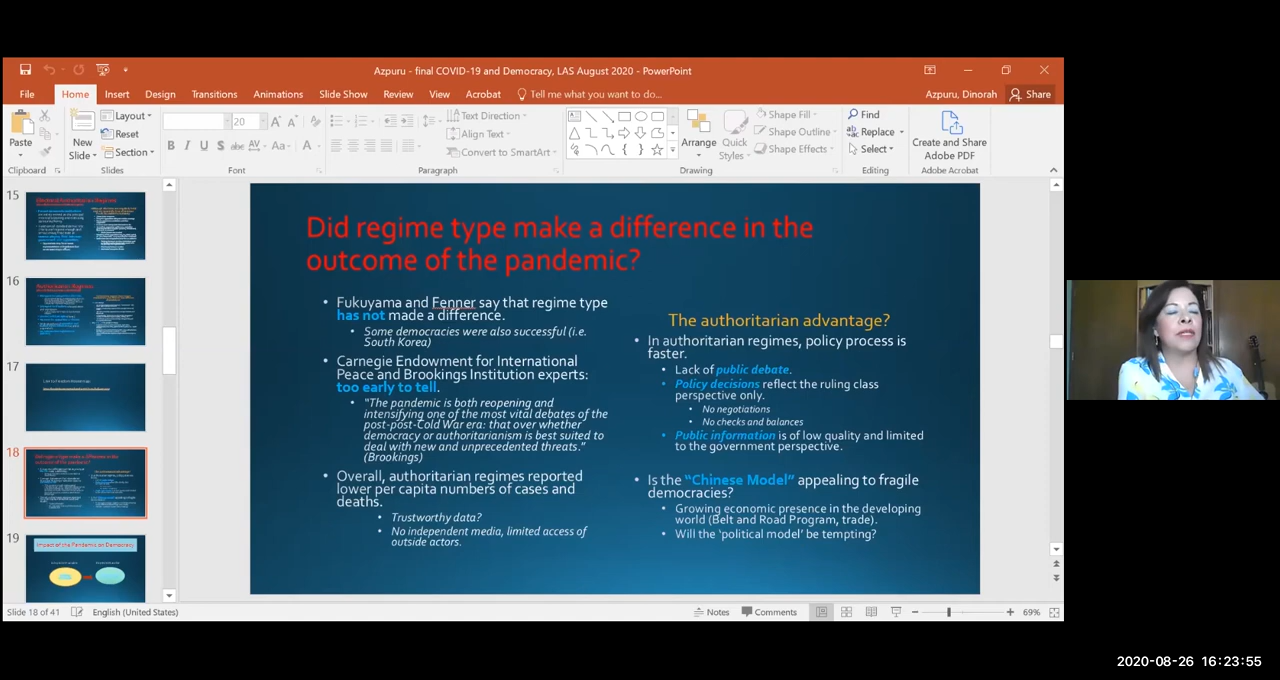 Azpuru - final COVID-19 and Democracy, LAS August 2020 - PowerPoint
File Home Insert Design Transitions Animations Slide Show Review View Acrobat Tell me what you want to do... Azpuru, Dinorah Share
Paste
Clipboard
New
Slide
Layout
Reset
Section
Slides
20
B I U S abc AV Aa A
Font
Text Direction
Align Text
Convert to SmartArt
Paragraph
Arrange
Quick
Styles
Shape Fill
Shape Outline
Shape Effects
Drawing
Find
Replace
Select
Editing
Create and Share
Adobe PDF
Adobe Acrobat
15
16
17
18
19
Impact of the Pandemic on Democracy
Did regime type make a difference in the
outcome of the pandemic?
• Fukuyama and Fenner say that regime type
has not made a difference.
• Some democracies were also successful (i.e.
South Korea)
• Carnegie Endowment for International
Peace and Brookings Institution experts:
too early to tell.
• “The pandemic is both reopening and
intensifying one of the most vital debates of the
post-post-Cold War era: that over whether
democracy or authoritarianism is best suited to
deal with new and unprecedented threats.”
(Brookings)
• Overall, authoritarian regimes reported
lower per capita numbers of cases and
deaths.
• Trustworthy data?
• No independent media, limited access of
outside actors.
The authoritarian advantage?
• In authoritarian regimes, policy process is
faster.
• Lack of public debate.
• Policy decisions reflect the ruling class
perspective only.
• No negotiations
• No checks and balances
• Public information is of low quality and limited
to the government perspective.
• Is the “Chinese Model” appealing to fragile
democracies?
• Growing economic presence in the developing
world (Belt and Road Program, trade).
• Will the ‘political model’ be tempting?
Slide 18 of 41 English (United States) Notes Comments 69%
2020-08-26 16:23:55